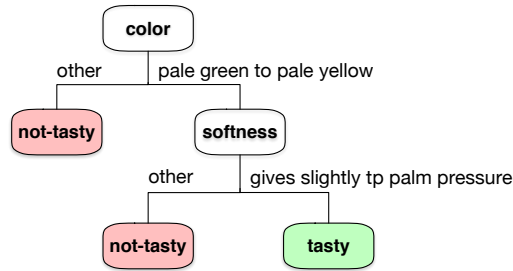 color
other
pale green to pale yellow
not-tasty
softness
other
gives slightly tp palm pressure
not-tasty
tasty